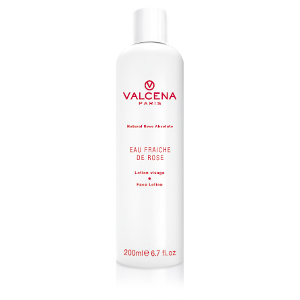 VALCENA
PARIS
Natural Rose Absolute
EAU FRAICHE
DE ROSE
Lotion visage
Face Lotion
200ml e 6.7 fl.oz